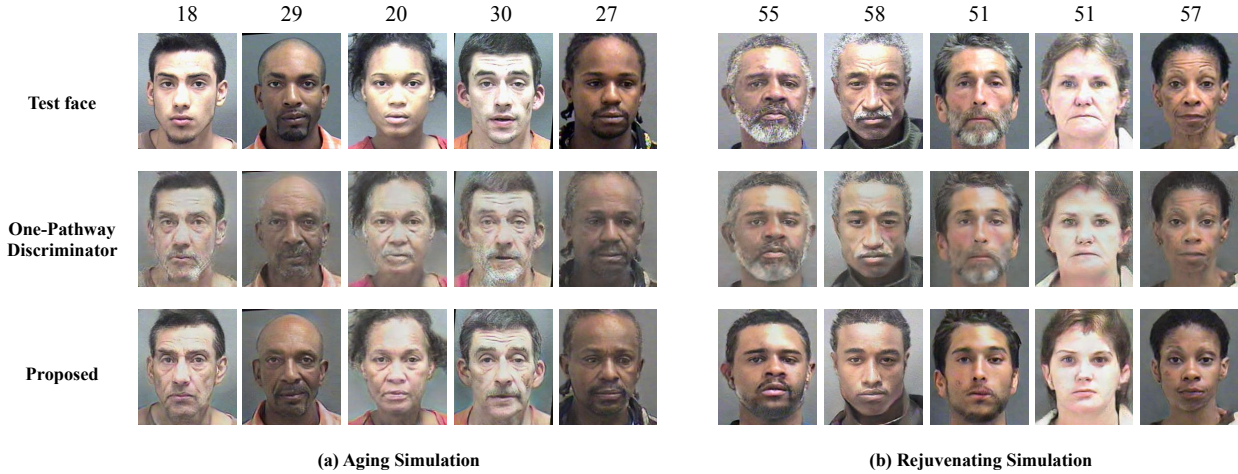 18 29 20 30 27 55 58 51 51 57
Test face
One-Pathway
Discriminator
Proposed
(a) Aging Simulation (b) Rejuvenating Simulation